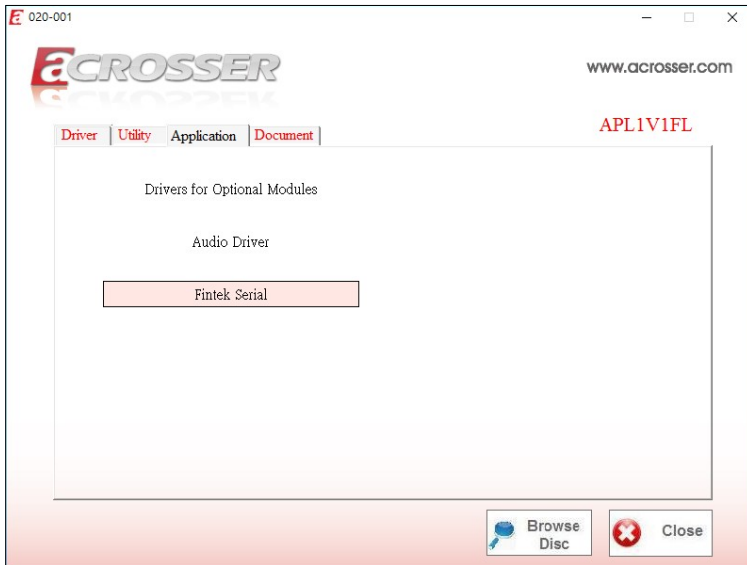 020-001
aCROSSER
www.acrosser.com
APL1V1FL
Driver Utility Application Document
Drivers for Optional Modules
Audio Driver
Fintek Serial
Browse
Disc
Close